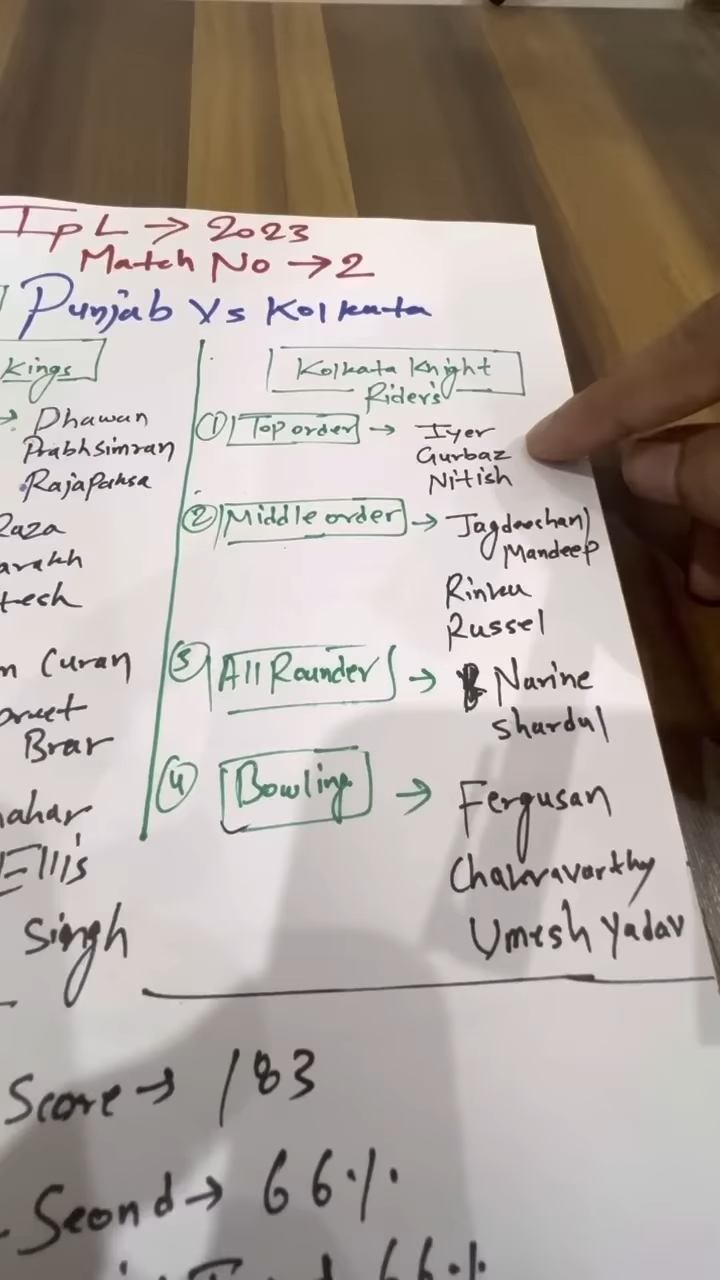 IPL → 2023
Match No → 2
Punjab Vs Kolkata
Kings
Dhawan
Prabhsimran
Rajapaksa
Raza
Curan
Brar
Ellis
Singh
Kolkata Knight
Riders
① Top order → Iyer
Gurbaz
Nitish
② Middle order → Jagdeeshan
Mandeep
Rinku
Russel
③ All Rounder → Narine
Shardul
④ Bowling → Fergusan
Chakravarthy
Umesh Yadav
Score → 183
Seond → 66%
66%